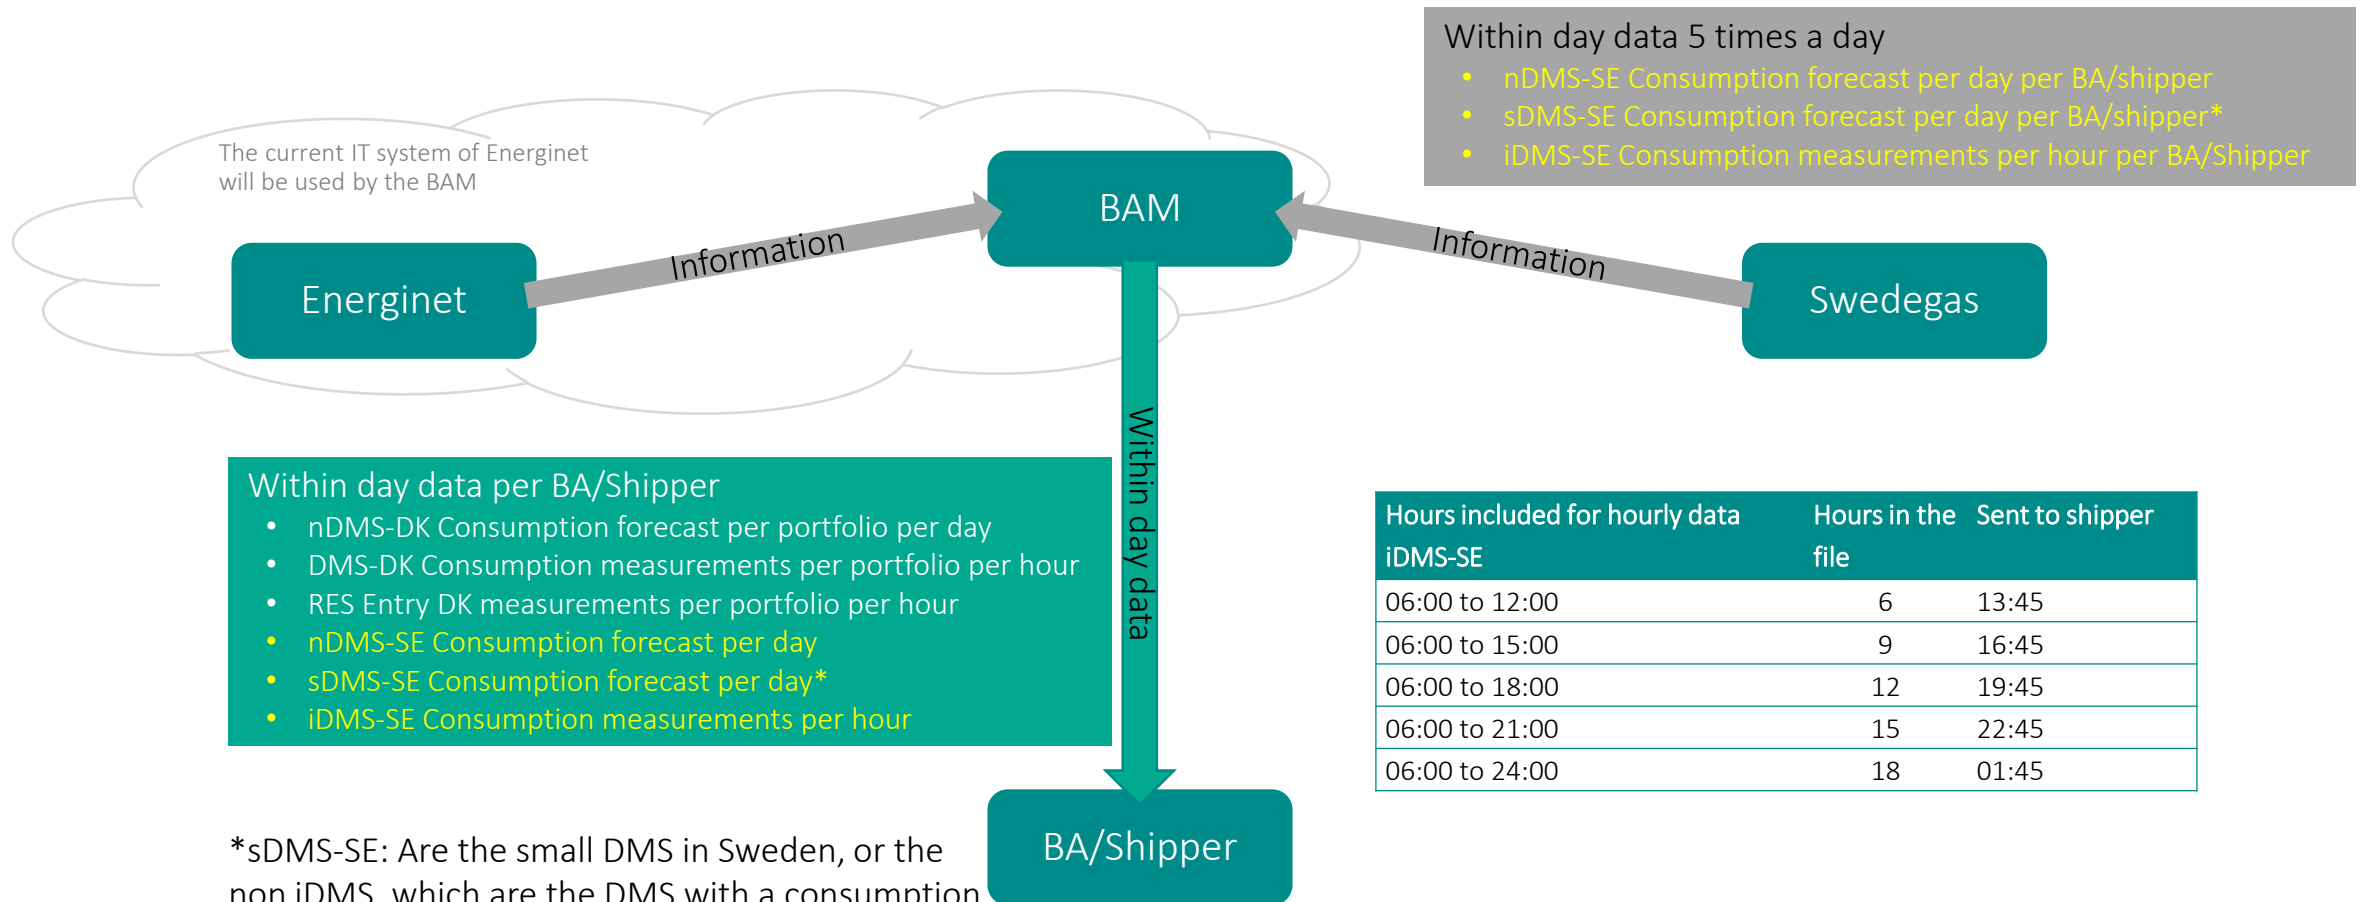 Within day data 5 times a day
• nDMS-SE Consumption forecast per day per BA/shipper
• sDMS-SE Consumption forecast per day per BA/shipper*
• iDMS-SE Consumption measurements per hour per BA/Shipper
The current IT system of Energinet
will be used by the BAM
BAM
Information
Information
Energinet
Swedegas
Within day data
Within day data per BA/Shipper
• nDMS-DK Consumption forecast per portfolio per day
• DMS-DK Consumption measurements per portfolio per hour
• RES Entry DK measurements per portfolio per hour
• nDMS-SE Consumption forecast per day
• sDMS-SE Consumption forecast per day*
• iDMS-SE Consumption measurements per hour
Hours included for hourly data Hours in the Sent to shipper
iDMS-SE file
06:00 to 12:00 6 13:45
06:00 to 15:00 9 16:45
06:00 to 18:00 12 19:45
06:00 to 21:00 15 22:45
06:00 to 24:00 18 01:45
BA/Shipper
*sDMS-SE: Are the small DMS in Sweden, or the
non iDMS, which are the DMS with a consumption